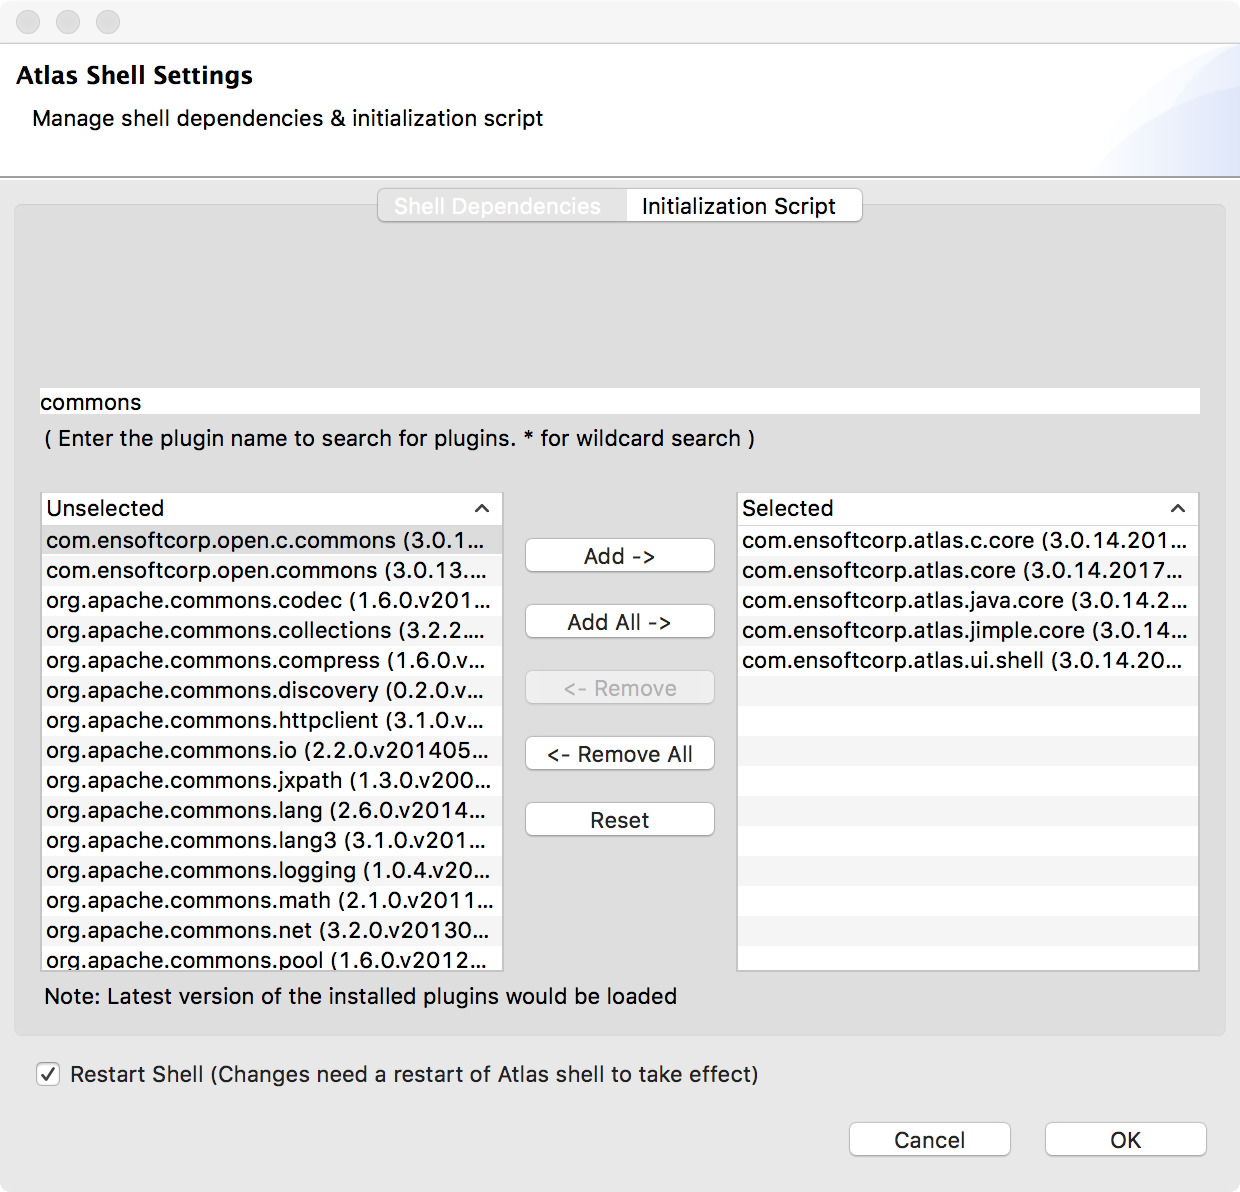 Atlas Shell Settings
Manage shell dependencies & initialization script
Shell Dependencies Initialization Script
commons
( Enter the plugin name to search for plugins. * for wildcard search )
Unselected
com.ensoftcorp.open.c.commons (3.0.1...
com.ensoftcorp.open.commons (3.0.13....
org.apache.commons.codec (1.6.0.v201...
org.apache.commons.collections (3.2.2....
org.apache.commons.compress (1.6.0.v...
org.apache.commons.discovery (0.2.0.v...
org.apache.commons.httpclient (3.1.0.v...
org.apache.commons.io (2.2.0.v201405...
org.apache.commons.jxpath (1.3.0.v200...
org.apache.commons.lang (2.6.0.v2014...
org.apache.commons.lang3 (3.1.0.v201...
org.apache.commons.logging (1.0.4.v20...
org.apache.commons.math (2.1.0.v2011...
org.apache.commons.net (3.2.0.v20130...
org.apache.commons.pool (1.6.0.v2012...
Add ->
Add All ->
<- Remove
<- Remove All
Reset
Selected
com.ensoftcorp.atlas.c.core (3.0.14.201...
com.ensoftcorp.atlas.core (3.0.14.2017...
com.ensoftcorp.atlas.java.core (3.0.14.2...
com.ensoftcorp.atlas.jimple.core (3.0.14...
com.ensoftcorp.atlas.ui.shell (3.0.14.20...
Note: Latest version of the installed plugins would be loaded
Restart Shell (Changes need a restart of Atlas shell to take effect)
Cancel OK